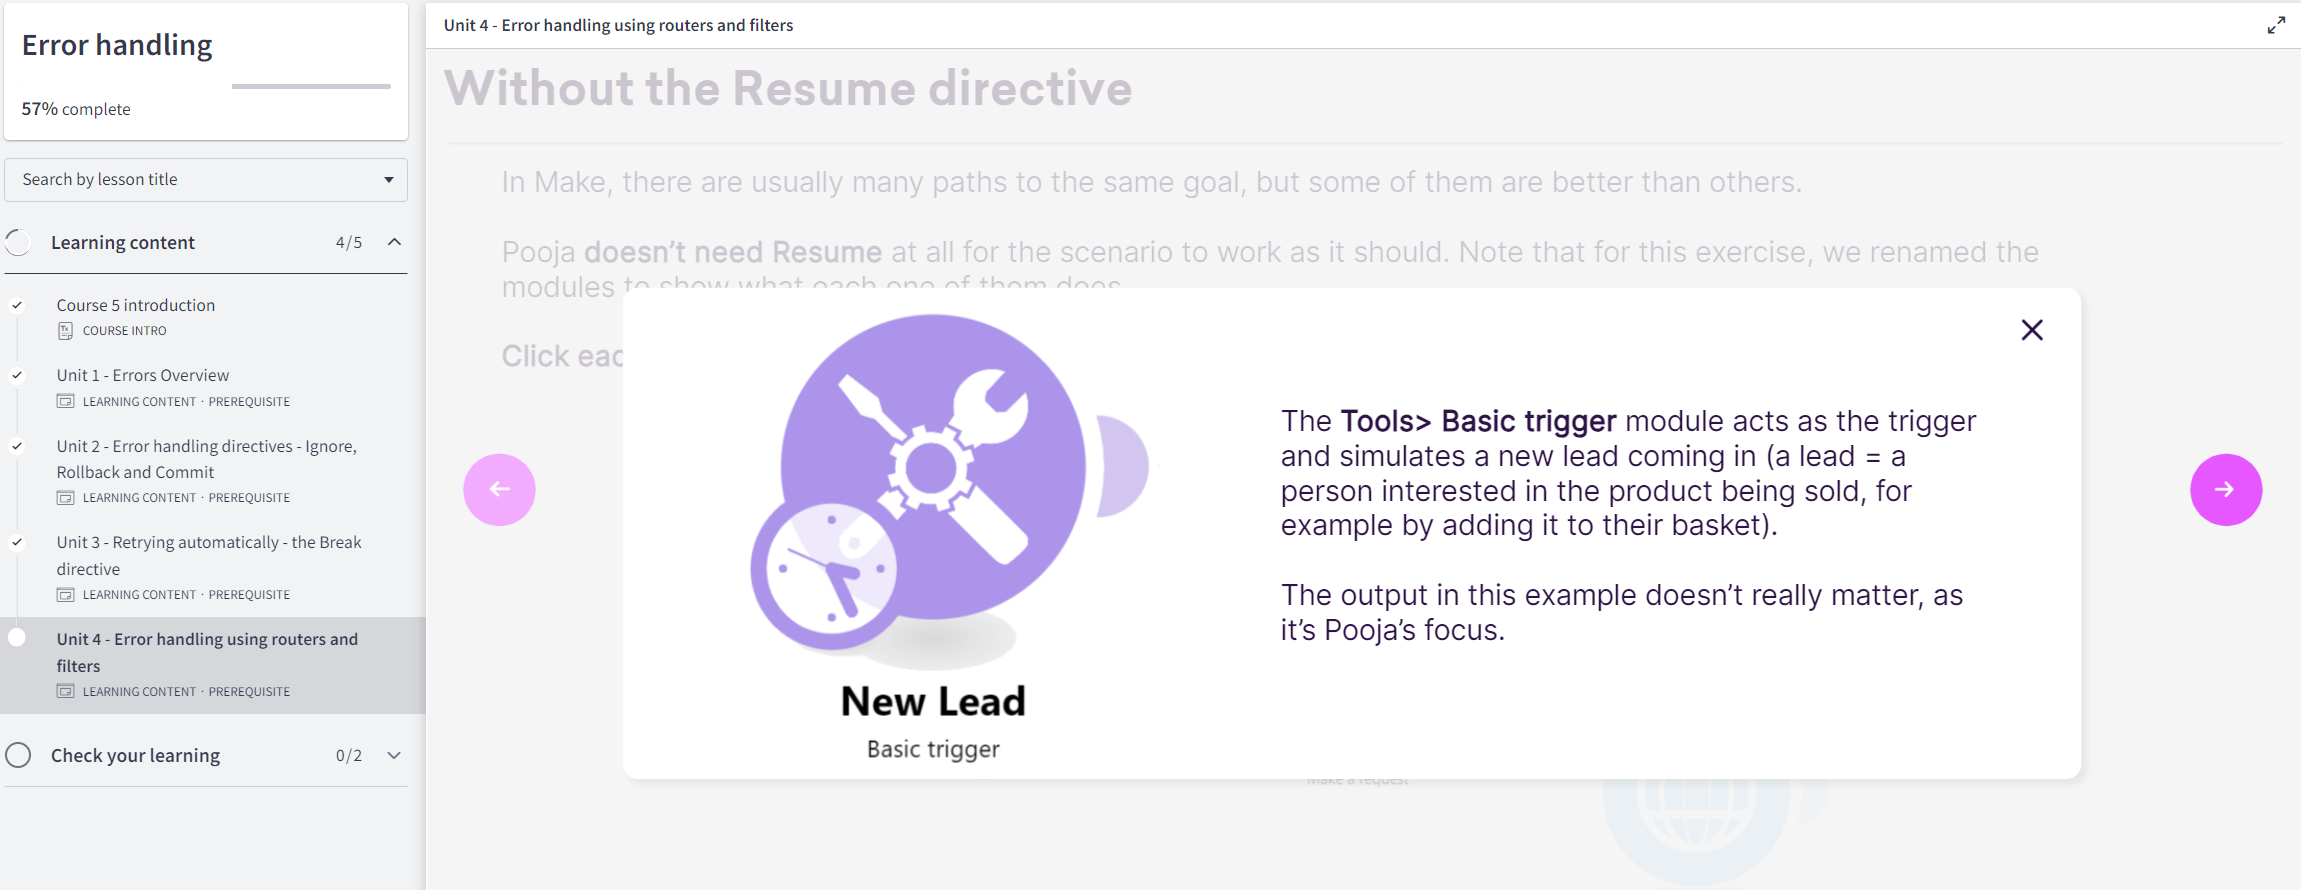 Error handling
57% complete
Search by lesson title
Learning content 4/5
Course 5 introduction
COURSE INTRO
Unit 1 - Errors Overview
LEARNING CONTENT · PREREQUISITE
Unit 2 - Error handling directives - Ignore,
Rollback and Commit
LEARNING CONTENT · PREREQUISITE
Unit 3 - Retrying automatically - the Break
directive
LEARNING CONTENT · PREREQUISITE
Unit 4 - Error handling using routers and
filters
LEARNING CONTENT · PREREQUISITE
Check your learning 0/2
Unit 4 - Error handling using routers and filters
Without the Resume directive
In Make, there are usually many paths to the same goal, but some of them are better than others.
Pooja doesn't need Resume at all for the scenario to work as it should. Note that for this exercise, we renamed the
modules to show what each one of them does.
Click eac
The Tools> Basic trigger module acts as the trigger
and simulates a new lead coming in (a lead = a
person interested in the product being sold, for
example by adding it to their basket).
The output in this example doesn't really matter, as
it's Pooja's focus.
New Lead
Basic trigger
Make a request